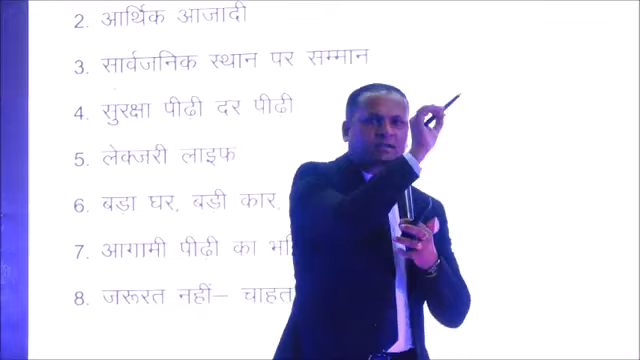 2. आर्थिक आजादी
3. सार्वजनिक स्थान पर सम्मान
4. सुरक्षा पीढी दर पीढी
5. लेक्जरी लाइफ
6. बडा घर, बडी कार,
7. आगामी पीढी का
8. जरूरत नहीं– चाहत